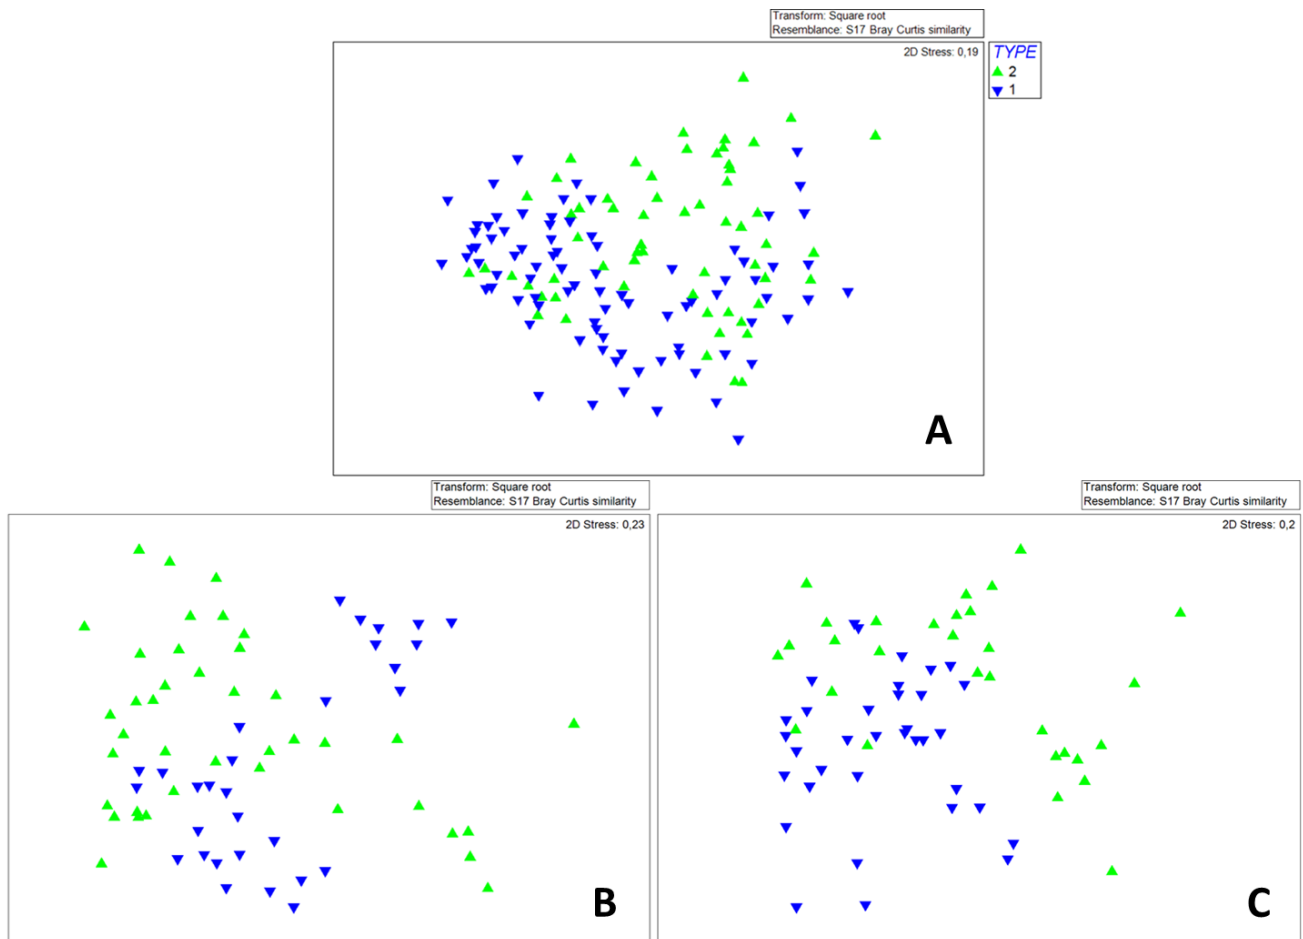 Transform: Square root
Resemblance: S17 Bray Curtis similarity
2D Stress: 0,19
TYPE
2
1
A
Transform: Square root
Resemblance: S17 Bray Curtis similarity
2D Stress: 0,23
B
Transform: Square root
Resemblance: S17 Bray Curtis similarity
2D Stress: 0,2
C